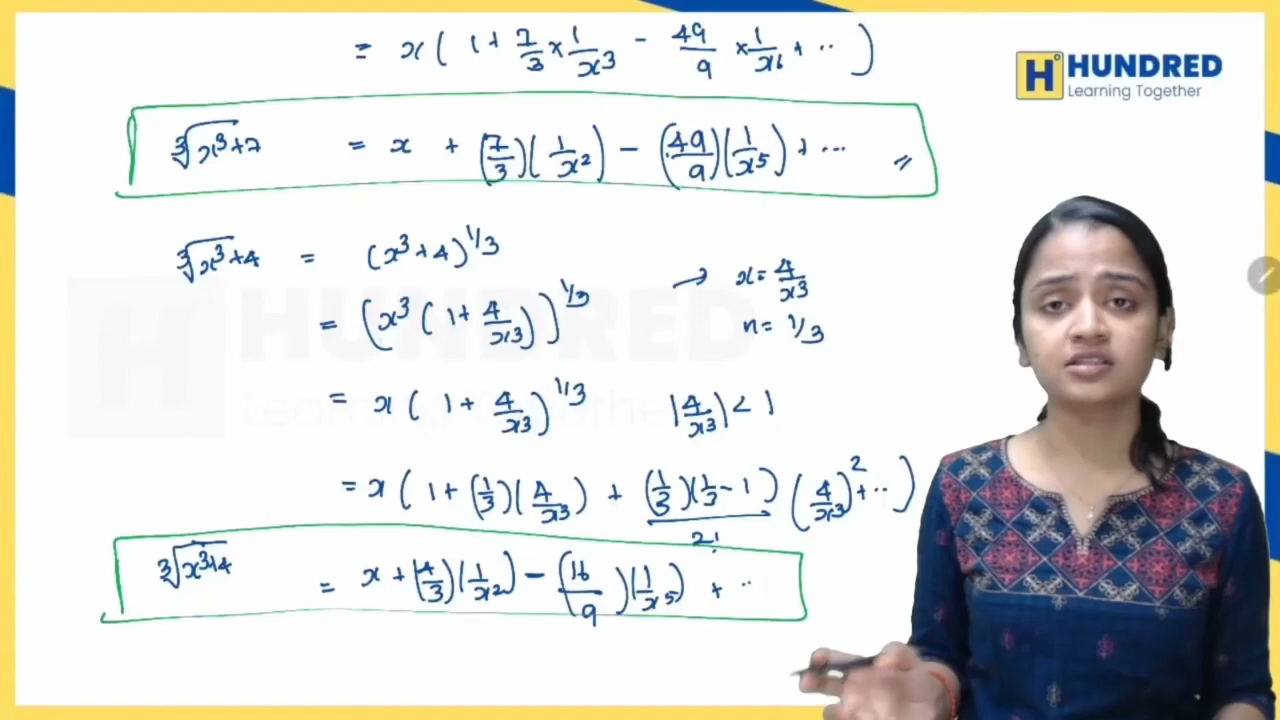 = x(1 + 7/3 × 1/x³ - 49/9 × 1/x⁶ + ··)
H° HUNDRED
Learning Together
∛(x³+7) = x + (7/3)(1/x²) - (49/9)(1/x⁵) + ···
∛(x³+4) = (x³+4)^1/3
= (x³(1 + 4/x³))^1/3 → x = 4/x³
n = 1/3
= x(1 + 4/x³)^1/3 |4/x³| < 1
= x(1 + (1/3)(4/x³) + (1/3)(1/3 - 1)/2! (4/x³)² + ··)
∛(x³+4) = x + (4/3)(1/x²) - (16/9)(1/x⁵) + ··
HUNDRED
Learning Together